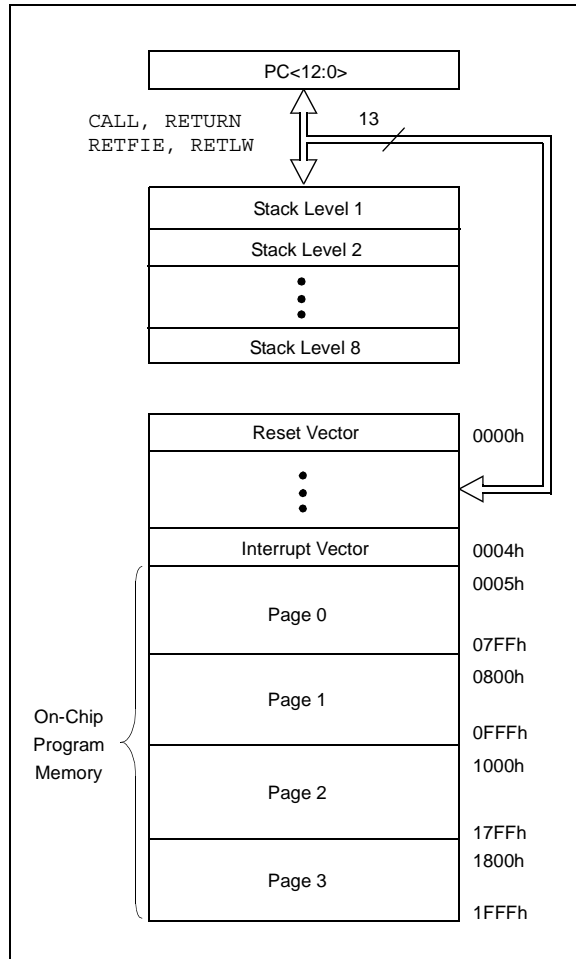 PC<12:0>
CALL, RETURN
RETFIE, RETLW
13
Stack Level 1
Stack Level 2
Stack Level 8
Reset Vector
0000h
Interrupt Vector
0004h
0005h
Page 0
07FFh
0800h
Page 1
0FFFh
On-Chip
Program
Memory
1000h
Page 2
17FFh
1800h
Page 3
1FFFh